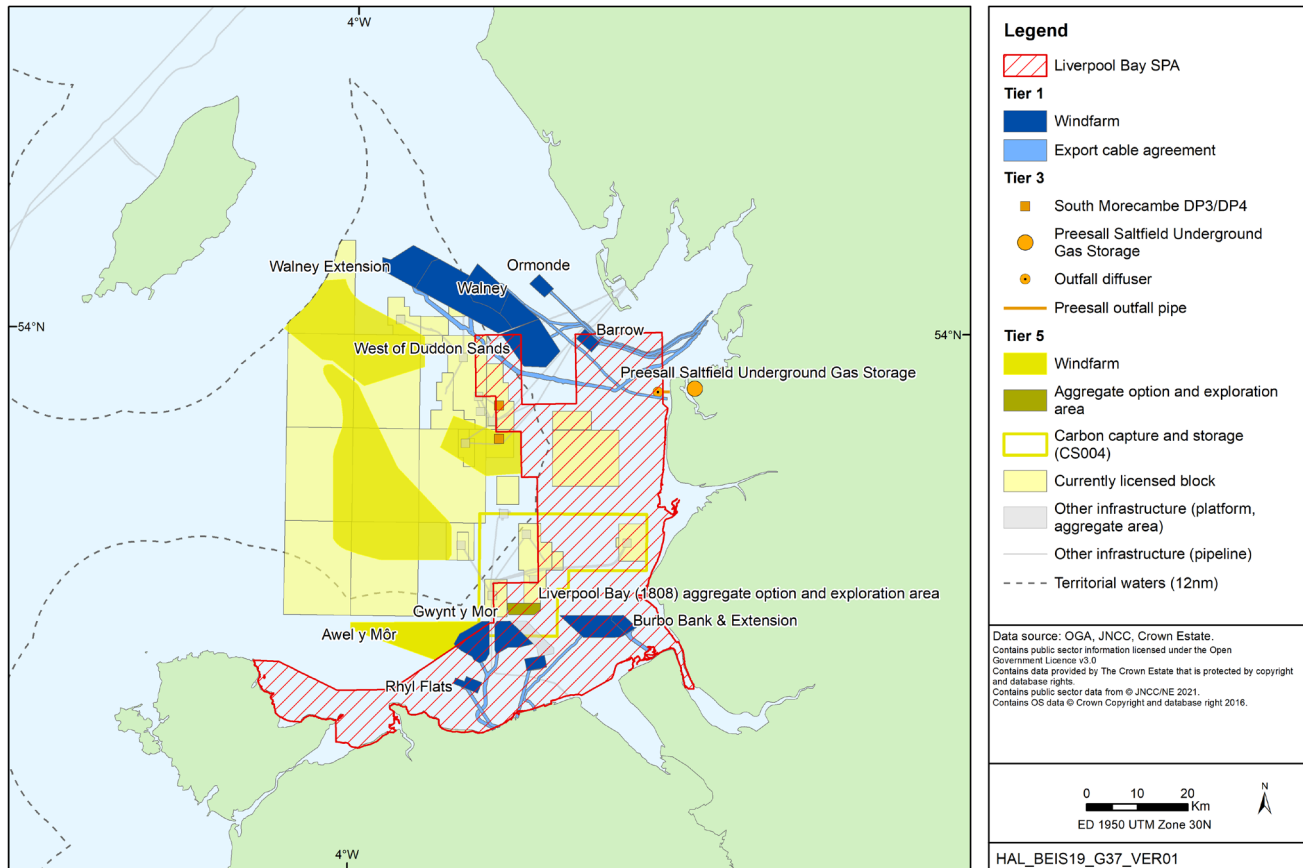 4°W
Walney Extension
Ormonde
Walney
54°N
54°N
Barrow
West of Duddon Sands
Preesall Saltfield Underground Gas Storage
Liverpool Bay (1808) aggregate option and exploration area
Gwynt y Mor
Burbo Bank & Extension
Awel y Môr
Rhyl Flats
4°W
Legend
Liverpool Bay SPA
Tier 1
Windfarm
Export cable agreement
Tier 3
South Morecambe DP3/DP4
Preesall Saltfield Underground
Gas Storage
Outfall diffuser
Preesall outfall pipe
Tier 5
Windfarm
Aggregate option and exploration
area
Carbon capture and storage
(CS004)
Currently licensed block
Other infrastructure (platform,
aggregate area)
Other infrastructure (pipeline)
Territorial waters (12nm)
Data source: OGA, JNCC, Crown Estate.
Contains public sector information licensed under the Open
Government Licence v3.0
Contains data provided by The Crown Estate that is protected by copyright
and database rights.
Contains public sector data from © JNCC/NE 2021.
Contains OS data © Crown Copyright and database right 2016.
0 10 20
Km
N
ED 1950 UTM Zone 30N
HAL_BEIS19_G37_VER01